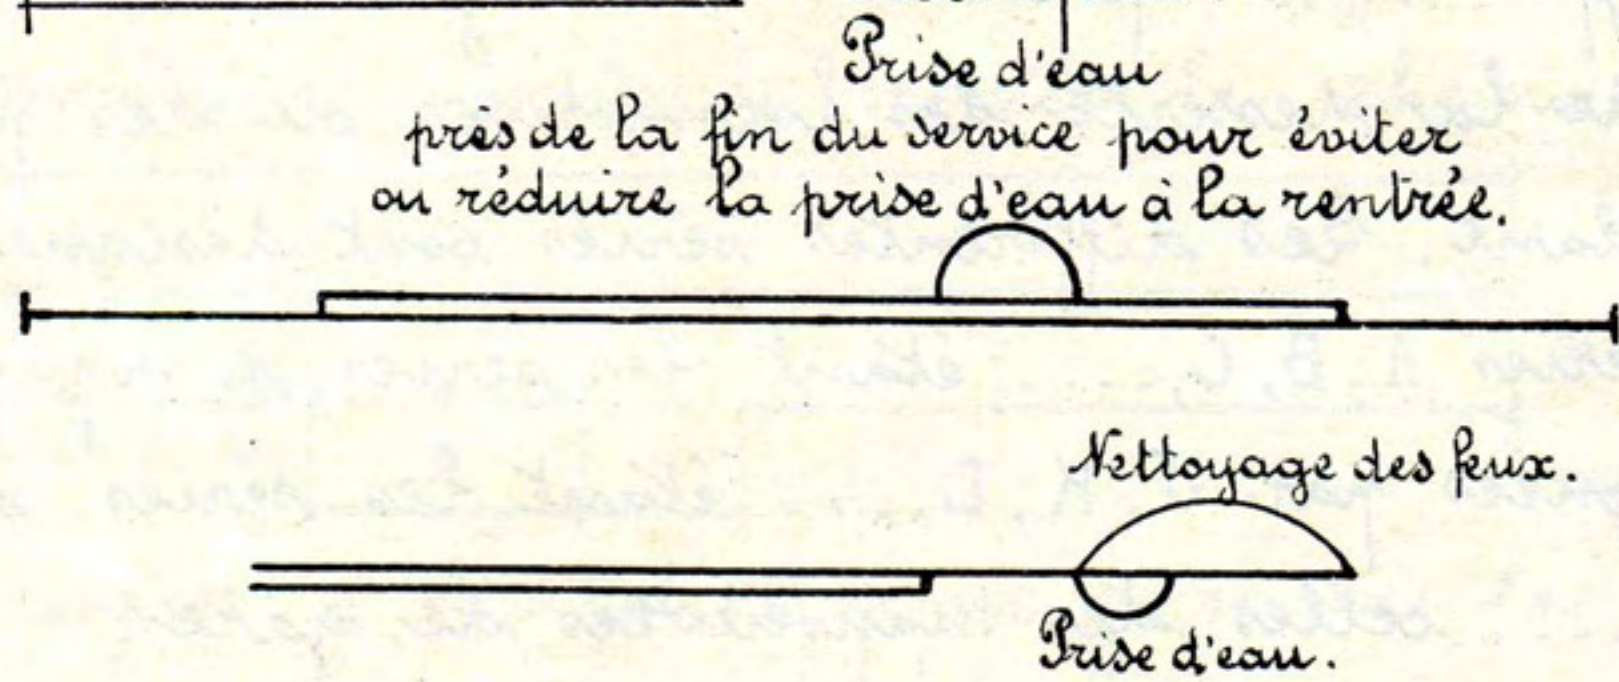 Prise d'eau
près de la fin du service pour éviter
ou réduire la prise d'eau à la rentrée.
Nettoyage des feux.
Prise d'eau.